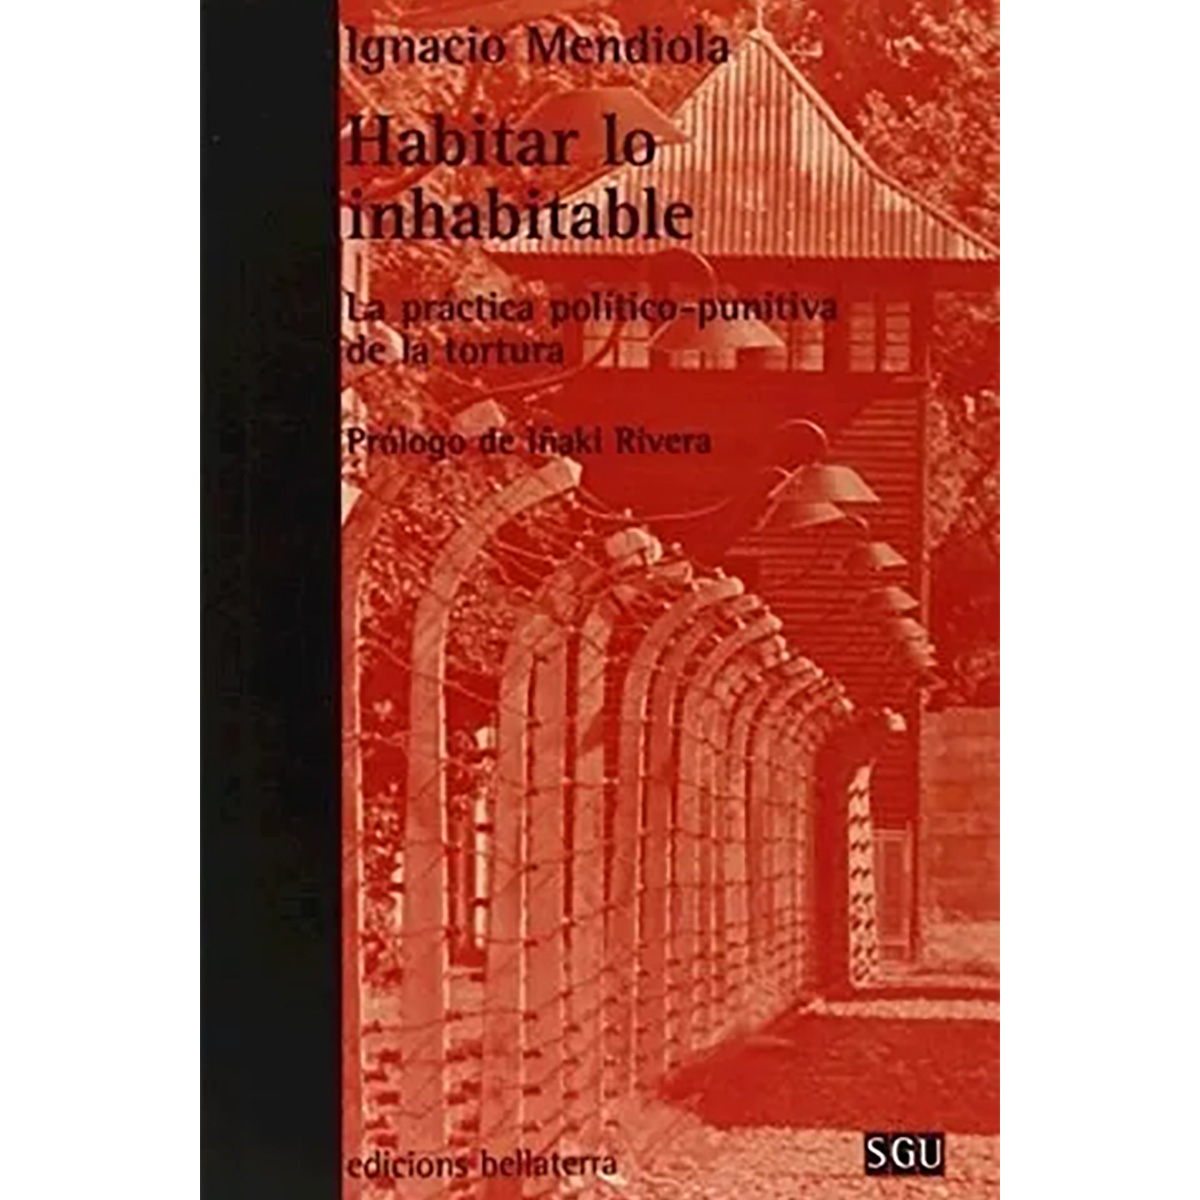 Ignacio Mendiola
Habitar lo
inhabitable
La práctica político-punitiva
de la tortura
Prólogo de Iñaki Rivera
edicions bellaterra
SGU